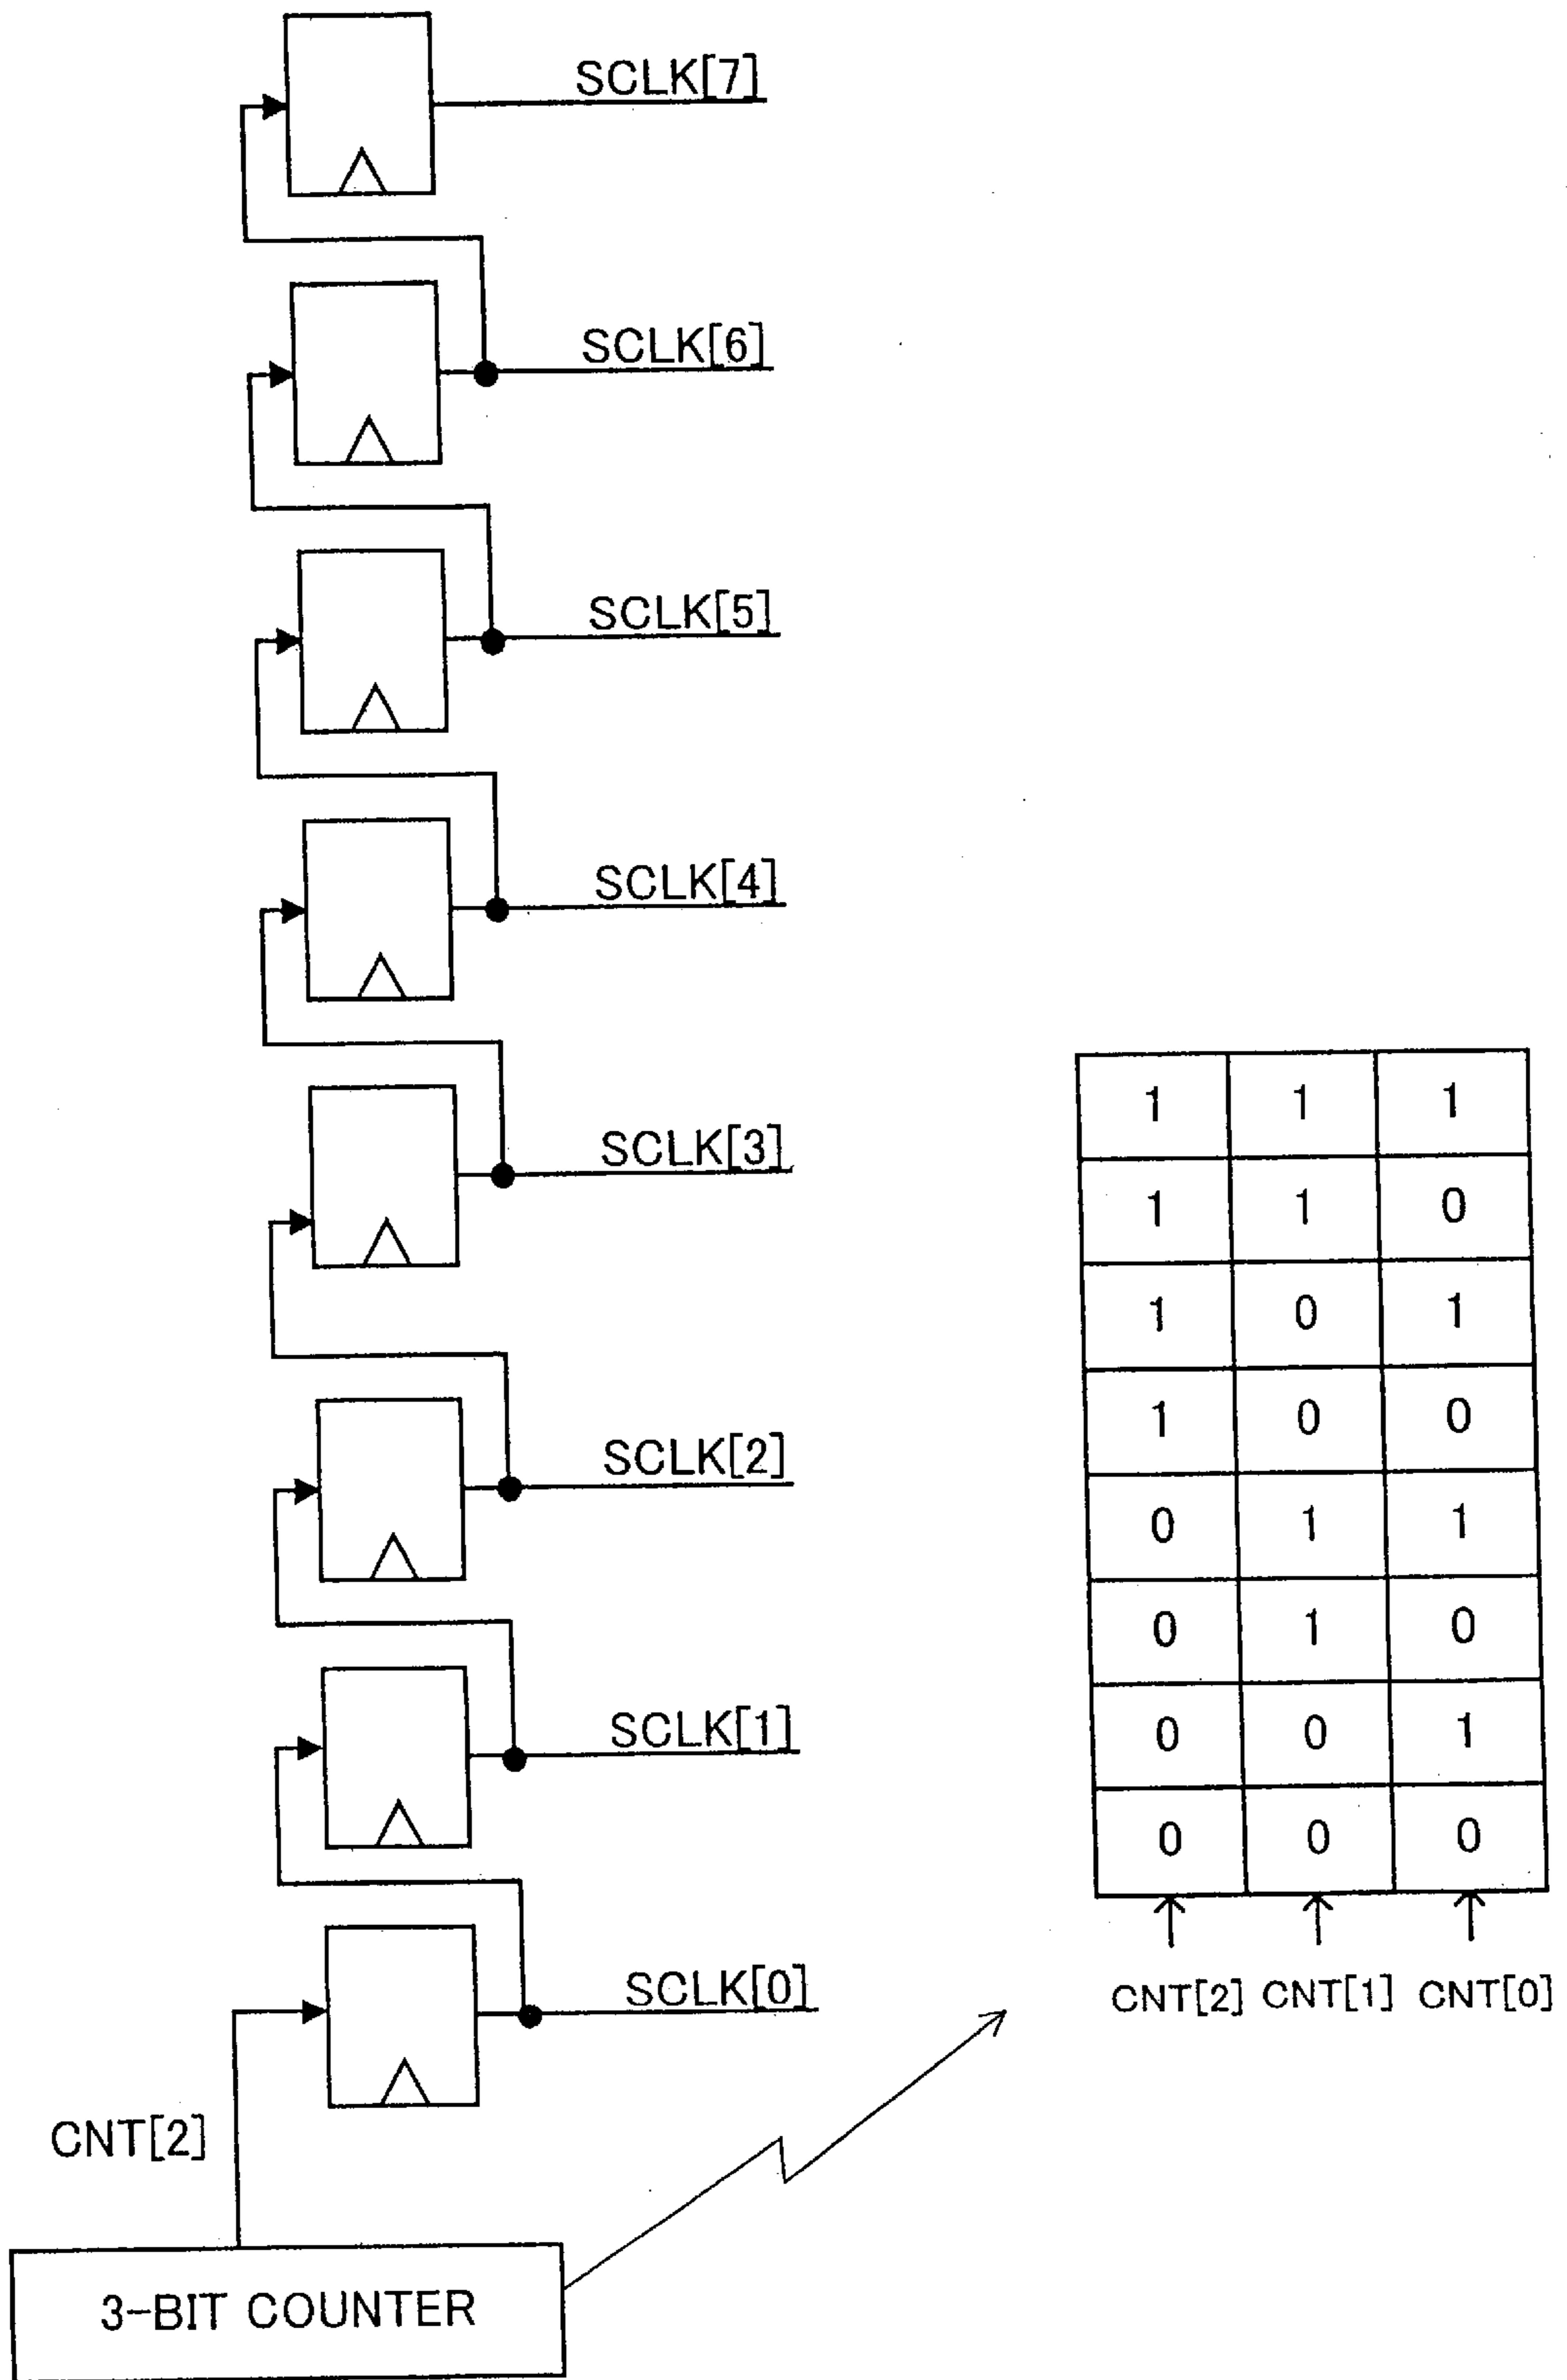 SCLK[7]
SCLK[6]
SCLK[5]
SCLK[4]
SCLK[3]
SCLK[2]
SCLK[1]
SCLK[0]
CNT[2]
3-BIT COUNTER
1 1 1
1 1 0
1 0 1
1 0 0
0 1 1
0 1 0
0 0 1
0 0 0
CNT[2] CNT[1] CNT[0]